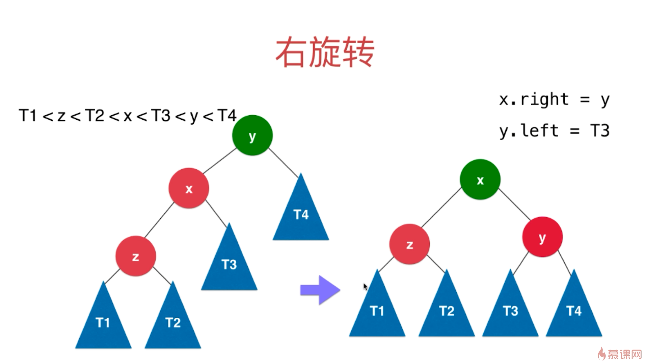 右旋转
T1<z<T2<x<T3<y<T4
x.right = y
y.left = T3
y
x
T4
z
T3
T1
T2
x
z
y
T1
T2
T3
T4
慕课网